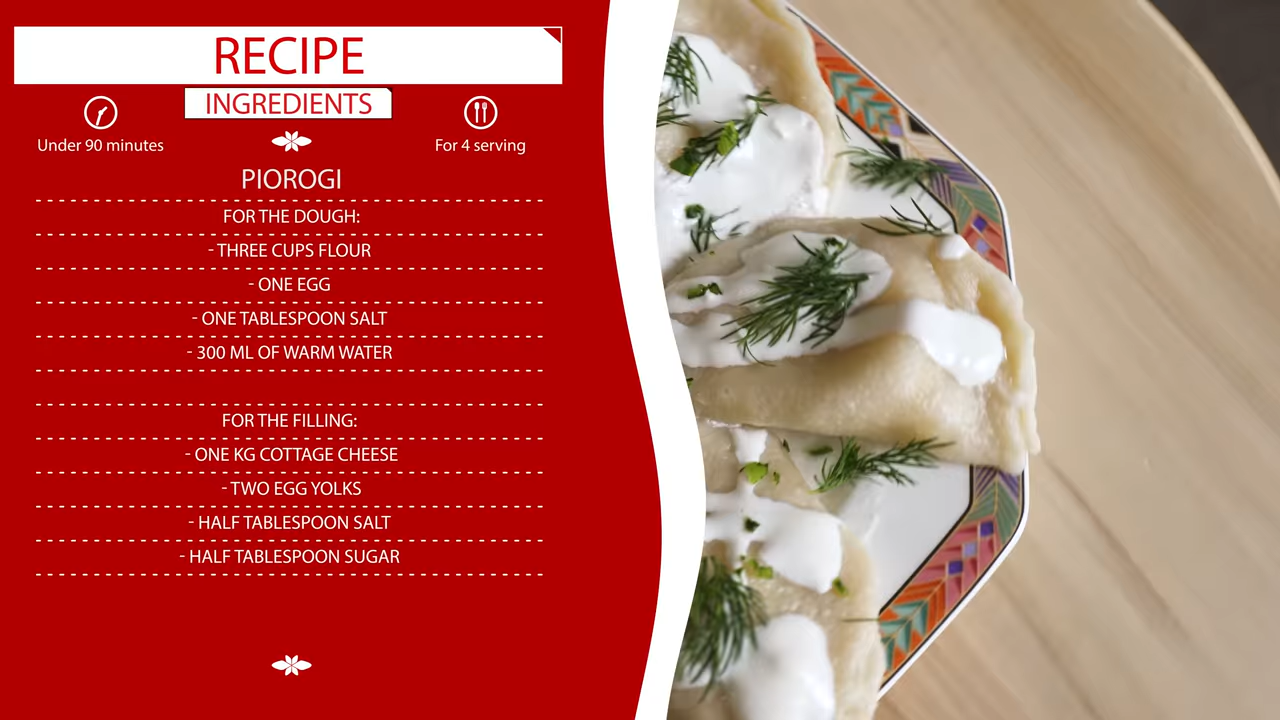 RECIPE
INGREDIENTS
Under 90 minutes
For 4 serving
PIOROGI
FOR THE DOUGH:
- THREE CUPS FLOUR
- ONE EGG
- ONE TABLESPOON SALT
- 300 ML OF WARM WATER
FOR THE FILLING:
- ONE KG COTTAGE CHEESE
- TWO EGG YOLKS
- HALF TABLESPOON SALT
- HALF TABLESPOON SUGAR